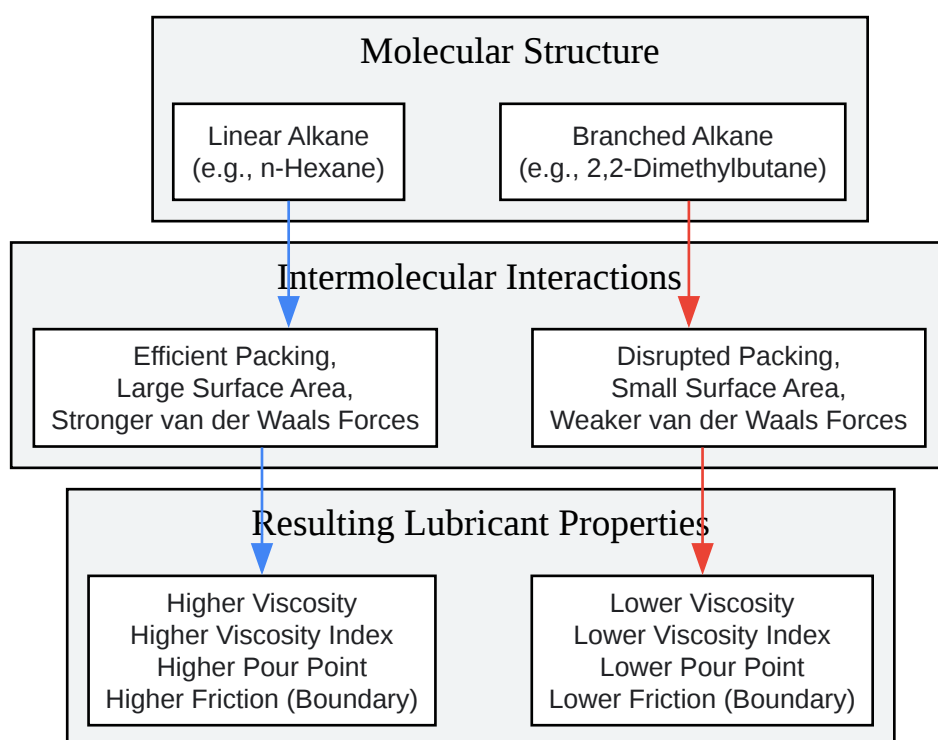 Molecular Structure
Linear Alkane
(e.g., n-Hexane)
Branched Alkane
(e.g., 2,2-Dimethylbutane)
Intermolecular Interactions
Efficient Packing,
Large Surface Area,
Stronger van der Waals Forces
Disrupted Packing,
Small Surface Area,
Weaker van der Waals Forces
Resulting Lubricant Properties
Higher Viscosity
Higher Viscosity Index
Higher Pour Point
Higher Friction (Boundary)
Lower Viscosity
Lower Viscosity Index
Lower Pour Point
Lower Friction (Boundary)